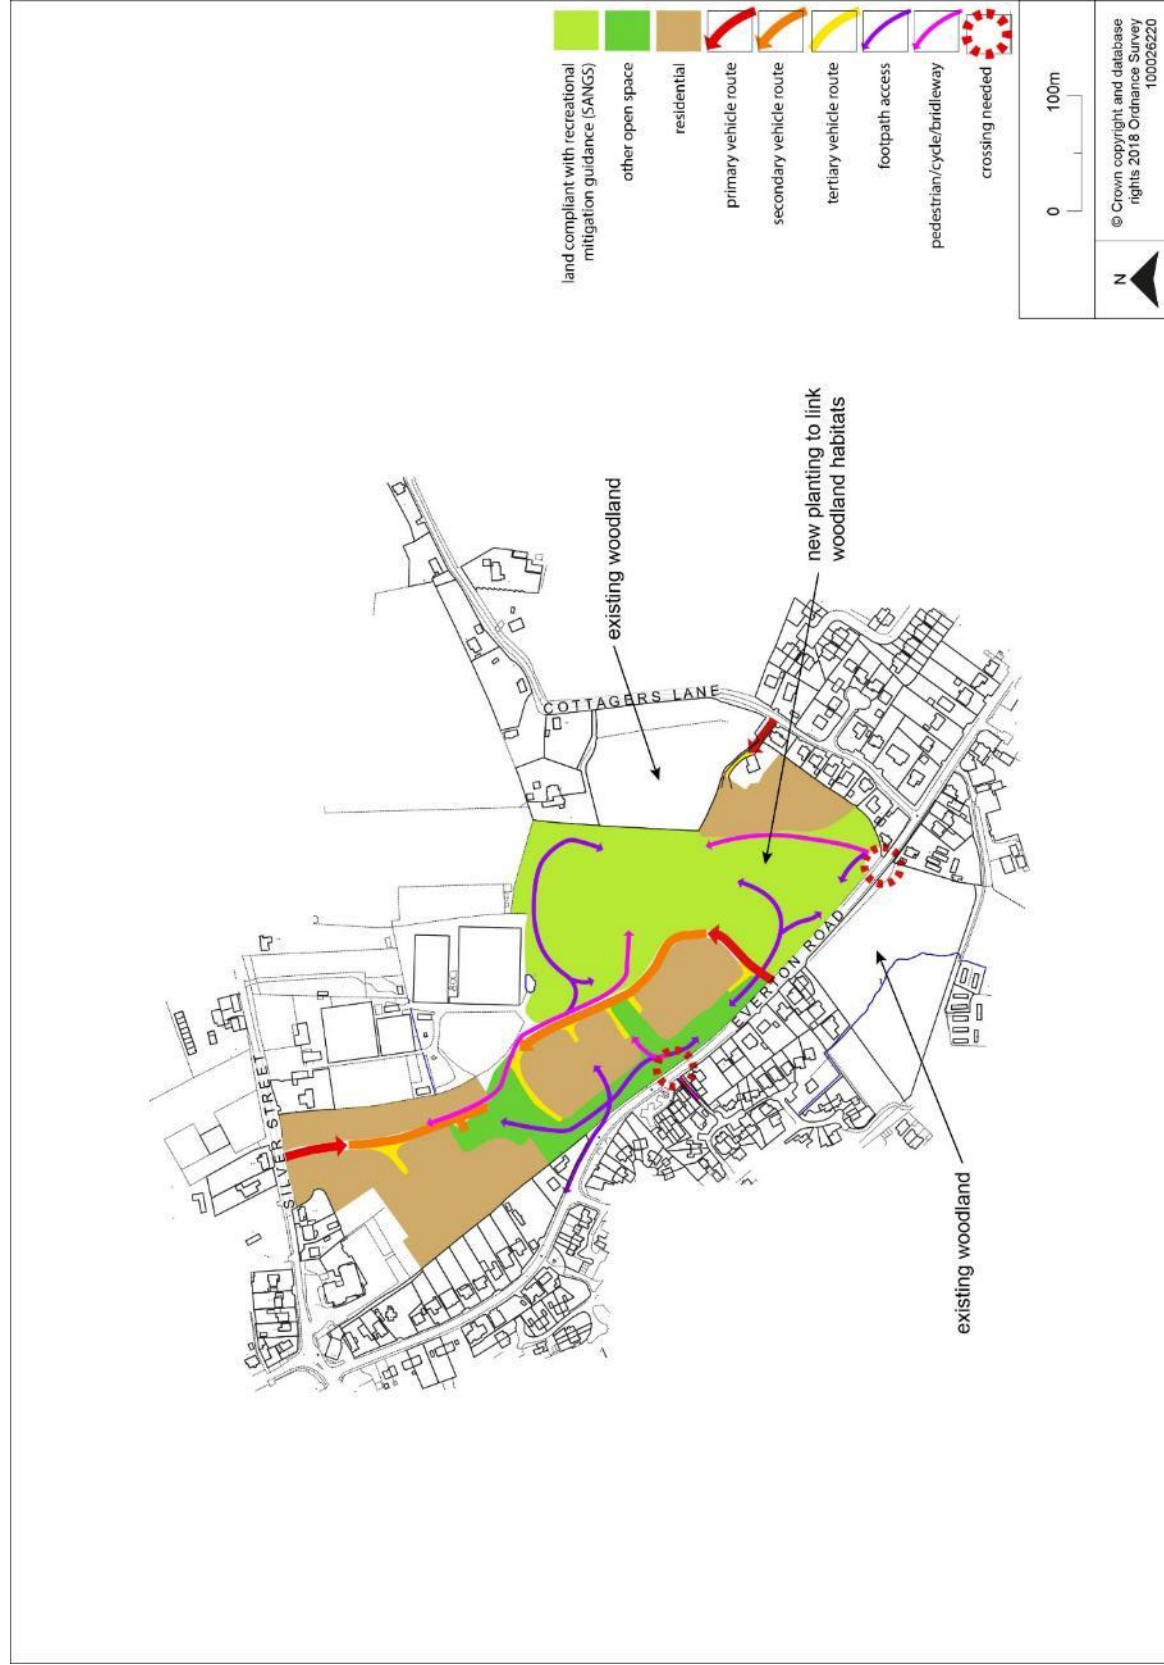 land compliant with recreational
mitigation guidance (SANGS)
other open space
residential
primary vehicle route
secondary vehicle route
tertiary vehicle route
footpath access
pedestrian/cycle/bridleway
crossing needed
0
100m
N
© Crown copyright and database
rights 2018 Ordnance Survey
100026220
SILVER STREET
COTTAGERS LANE
EVERTON ROAD
existing woodland
new planting to link
woodland habitats
existing woodland